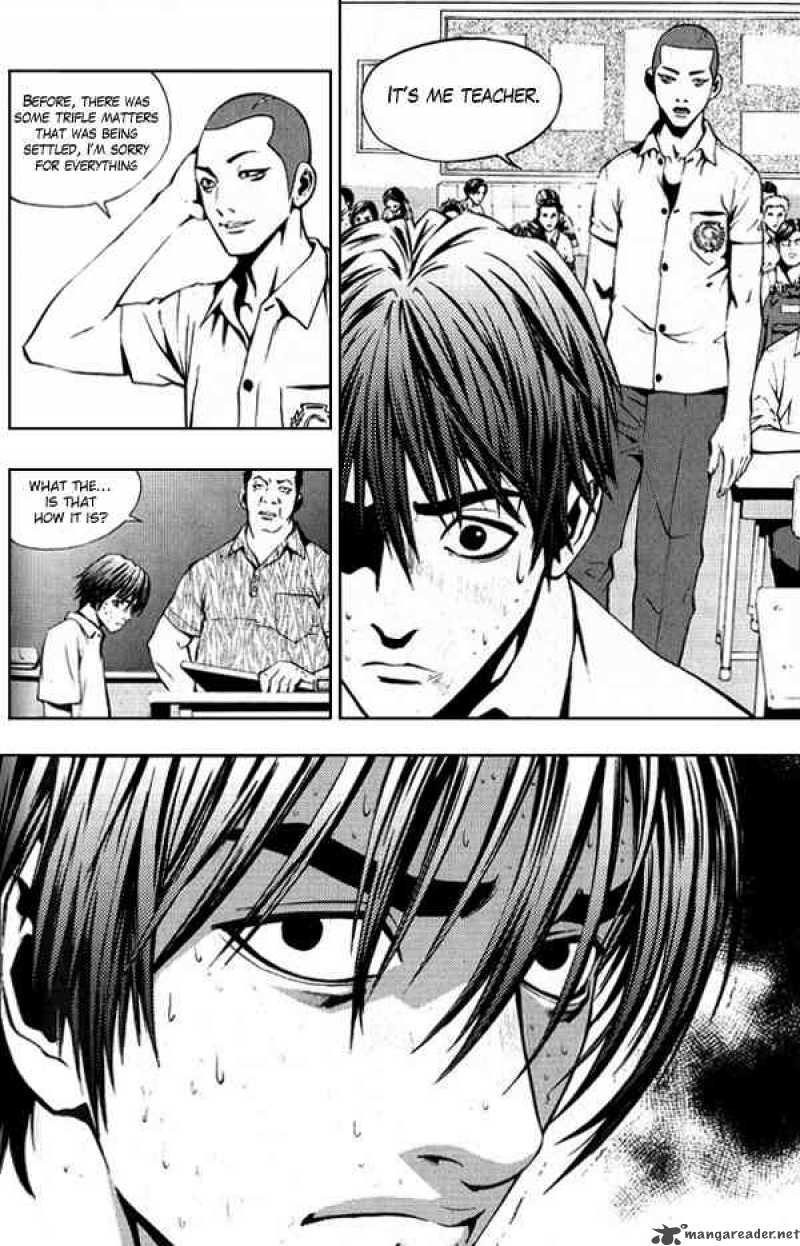 IT'S ME TEACHER.
BEFORE, THERE WAS
SOME TRIFLE MATTERS
THAT WAS BEING
SETTLED, I'M SORRY
FOR EVERYTHING
WHAT THE...
IS THAT
HOW IT IS?
mangareader.net